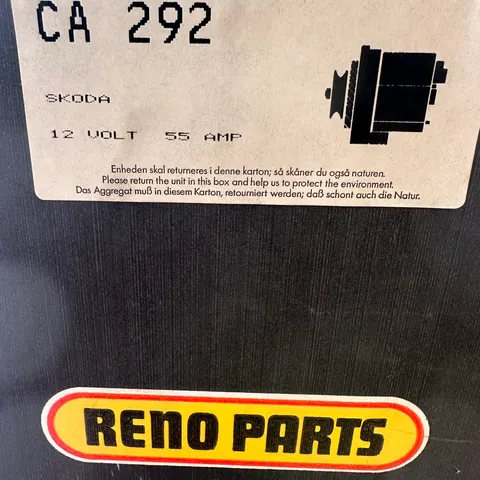 CA 292
SKODA
12 VOLT 55 AMP
Enheden skal returneres i denne karton; så skåner du også naturen.
Please return the unit in this box and help us to protect the environment.
Das Aggregat muß in diesem Karton, retourniert werden; daß schont auch die Natur.
RENO PARTS